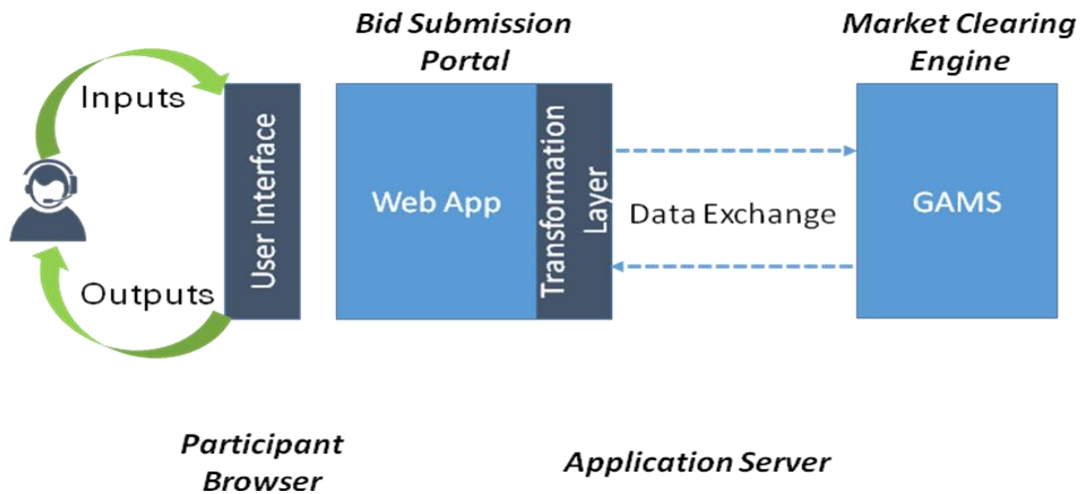 Bid Submission
Portal
Market Clearing
Engine
Inputs
User Interface
Web App
Transformation
Layer
Data Exchange
GAMS
Outputs
Participant
Browser
Application Server